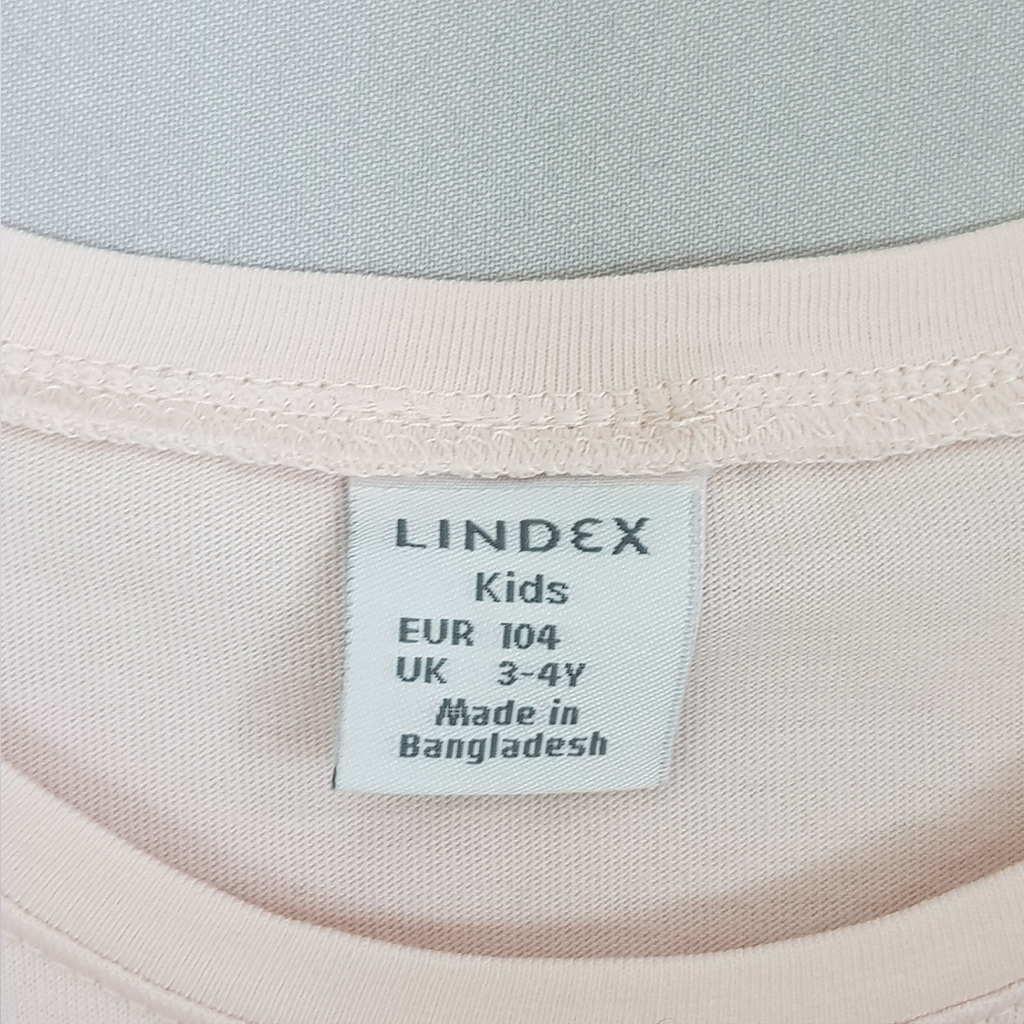 LINDEX
Kids
EUR 104
UK 3-4Y
Made in
Bangladesh